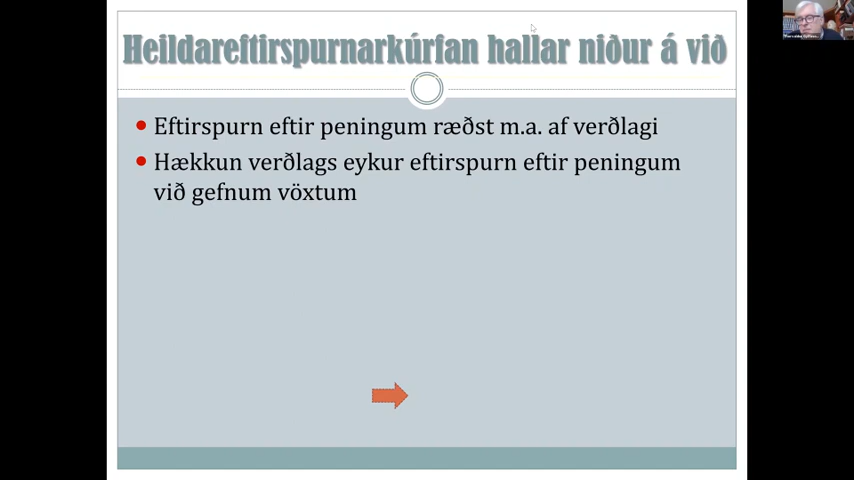 Heildareftirspurnarkúrfan hallar niður á við
Eftirspurn eftir peningum ræðst m.a. af verðlagi
Hækkun verðlags eykur eftirspurn eftir peningum
við gefnum vöxtum